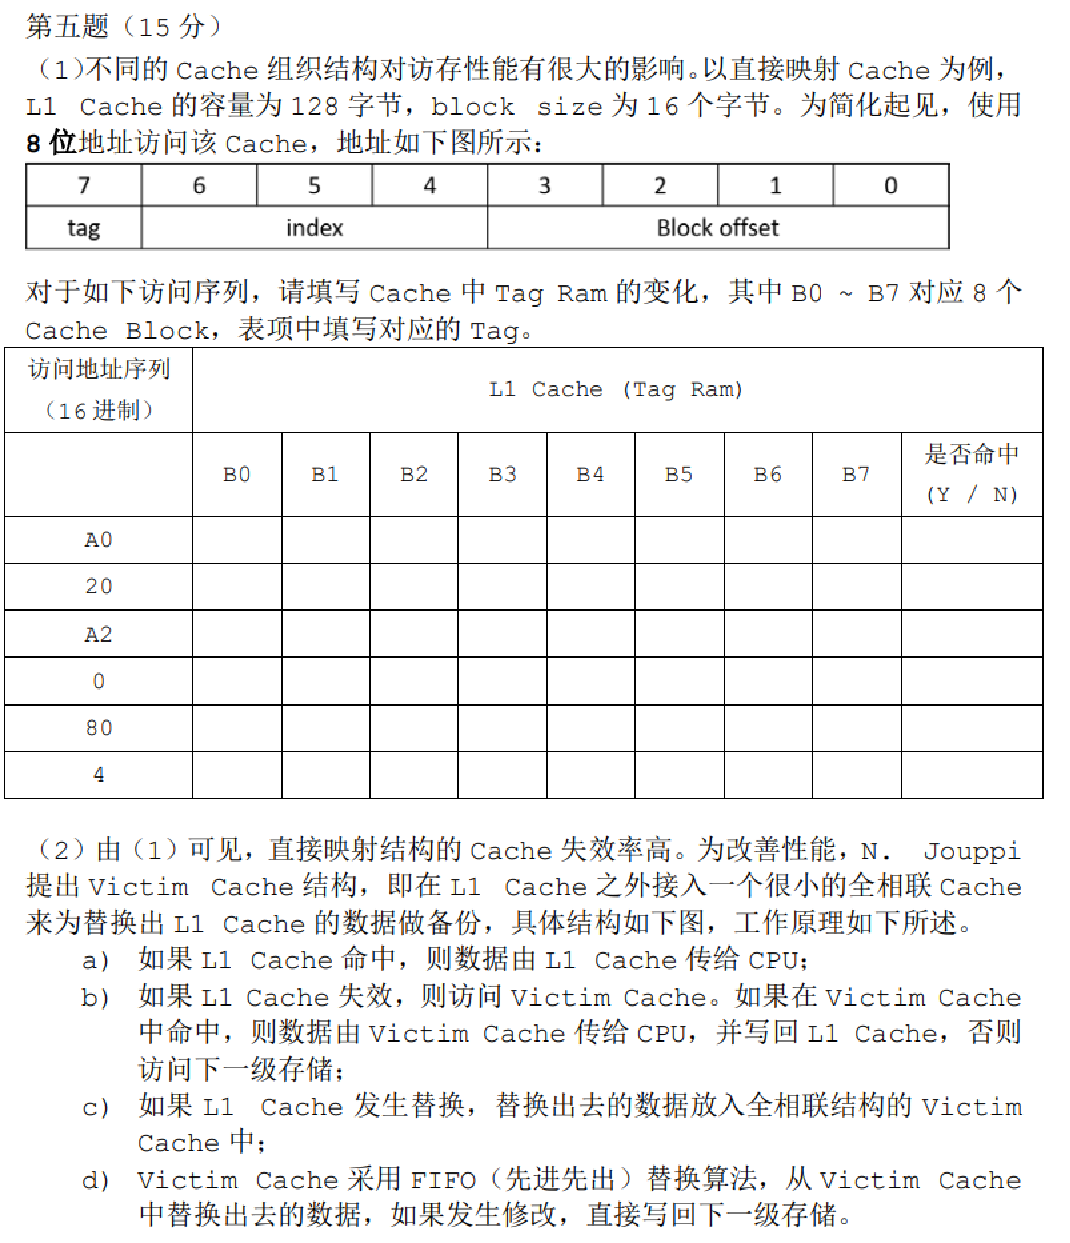 第五题（15 分）
（1)不同的 Cache 组织结构对访存性能有很大的影响。以直接映射 Cache 为例，
L1 Cache 的容量为 128 字节，block size 为 16 个字节。为简化起见，使用
8 位地址访问该 Cache，地址如下图所示：
7 6 5 4 3 2 1 0
tag index Block offset
对于如下访问序列，请填写 Cache 中 Tag Ram 的变化，其中 B0 ~ B7 对应 8 个
Cache Block，表项中填写对应的 Tag。
访问地址序列
（16 进制）
L1 Cache (Tag Ram)
B0 B1 B2 B3 B4 B5 B6 B7
是否命中
(Y / N)
A0
20
A2
0
80
4
（2）由（1）可见，直接映射结构的 Cache 失效率高。为改善性能，N. Jouppi
提出 Victim Cache 结构，即在 L1 Cache 之外接入一个很小的全相联 Cache
来为替换出 L1 Cache 的数据做备份，具体结构如下图，工作原理如下所述。
a) 如果 L1 Cache 命中，则数据由 L1 Cache 传给 CPU；
b) 如果 L1 Cache 失效，则访问 Victim Cache。如果在 Victim Cache
中命中，则数据由 Victim Cache 传给 CPU，并写回 L1 Cache，否则
访问下一级存储；
c) 如果 L1 Cache 发生替换，替换出去的数据放入全相联结构的 Victim
Cache 中；
d) Victim Cache 采用 FIFO（先进先出）替换算法，从 Victim Cache
中替换出去的数据，如果发生修改，直接写回下一级存储。